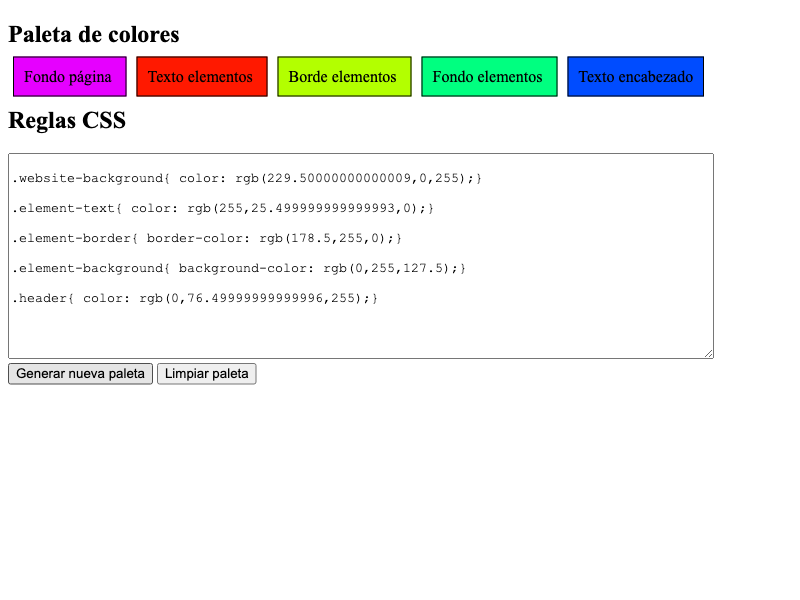 Paleta de colores
Fondo página Texto elementos Borde elementos Fondo elementos Texto encabezado
Reglas CSS
.website-background{ color: rgb(229.50000000000009,0,255);}
.element-text{ color: rgb(255,25.499999999999993,0);}
.element-border{ border-color: rgb(178.5,255,0);}
.element-background{ background-color: rgb(0,255,127.5);}
.header{ color: rgb(0,76.49999999999996,255);}
Generar nueva paleta Limpiar paleta